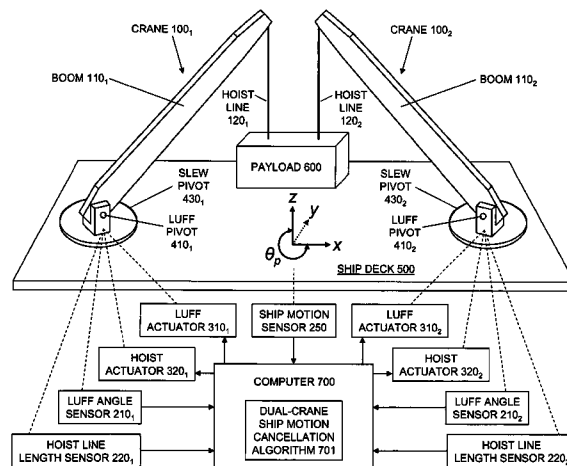 CRANE 100₁
CRANE 100₂
BOOM 110₁
BOOM 110₂
HOIST
LINE
120₁
HOIST
LINE
120₂
PAYLOAD 600
SLEW
PIVOT
430₁
SLEW
PIVOT
430₂
LUFF
PIVOT
410₁
LUFF
PIVOT
410₂
z
y
x
θp
SHIP DECK 500
LUFF
ACTUATOR 310₁
SHIP MOTION
SENSOR 250
LUFF
ACTUATOR 310₂
HOIST
ACTUATOR 320₁
HOIST
ACTUATOR 320₂
COMPUTER 700
LUFF ANGLE
SENSOR 210₁
LUFF ANGLE
SENSOR 210₂
DUAL-CRANE
SHIP MOTION
CANCELLATION
ALGORITHM 701
HOIST LINE
LENGTH SENSOR 220₁
HOIST LINE
LENGTH SENSOR 220₂